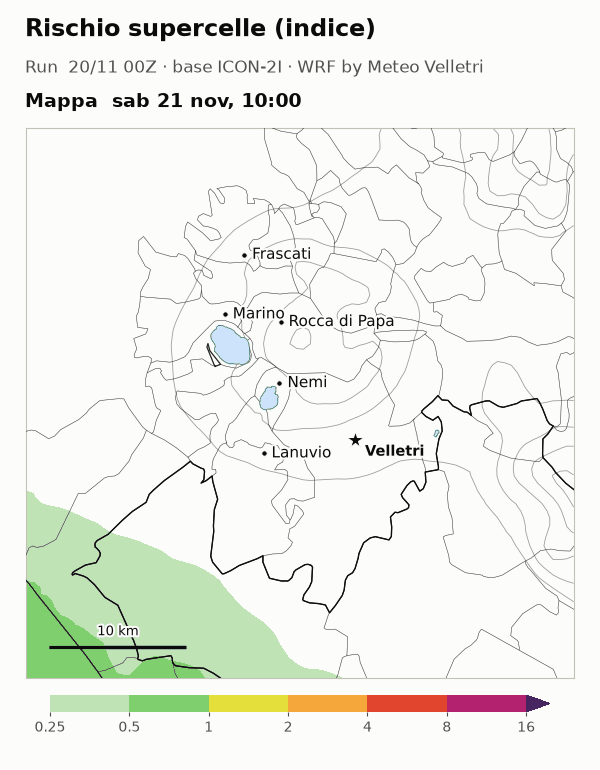 Rischio supercelle (indice)
Run  20/11 00Z · base ICON-2I · WRF by Meteo Velletri
Mappa  sab 21 nov, 10:00
Frascati
Marino
Rocca di Papa
Nemi
Velletri
Lanuvio
10 km
0.25 0.5 1 2 4 8 16